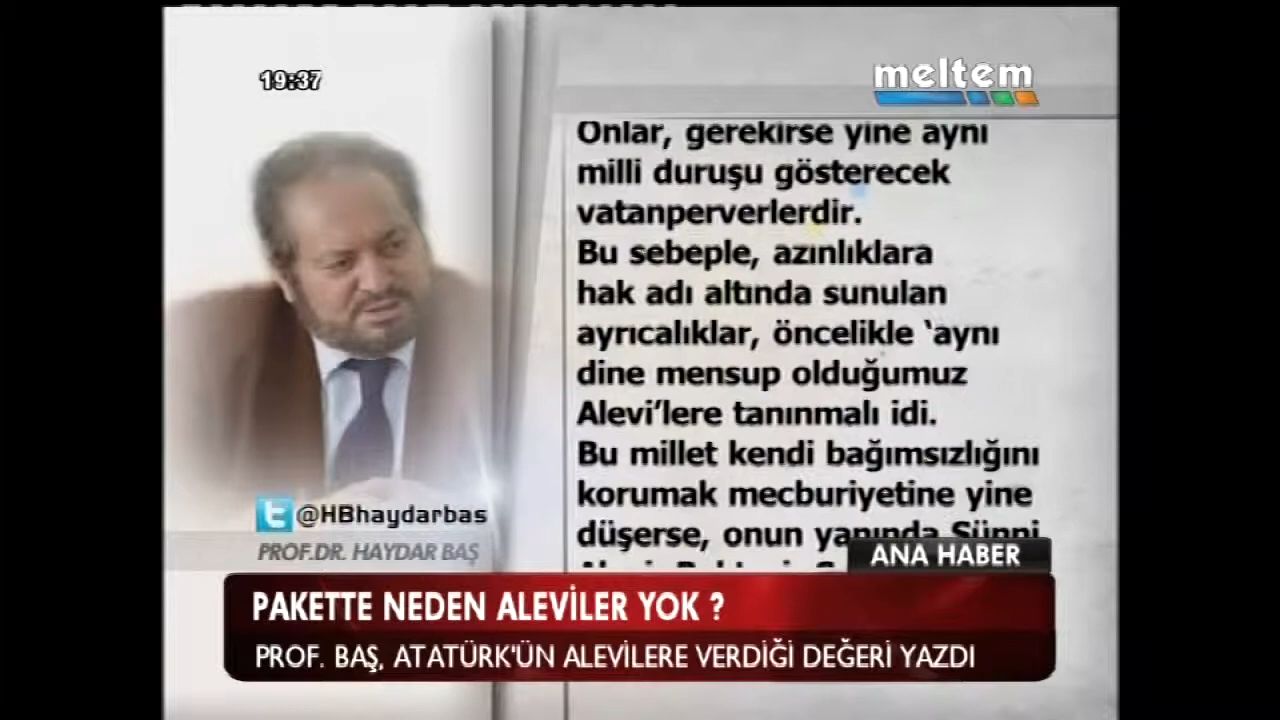 19:37
meltem
Onlar, gerekirse yine aynı
milli duruşu gösterecek
vatanperverlerdir.
Bu sebeple, azınlıklara
hak adı altında sunulan
ayrıcalıklar, öncelikle ‘aynı
dine mensup olduğumuz
Alevi’lere tanınmalı idi.
Bu millet kendi bağımsızlığını
korumak mecburiyetine yine
düşerse, onun yanında Sünni
@HBhaydarbas
PROF.DR. HAYDAR BAŞ
ANA HABER
PAKETTE NEDEN ALEVİLER YOK ?
PROF. BAŞ, ATATÜRK'ÜN ALEVİLERE VERDİĞİ DEĞERİ YAZDI